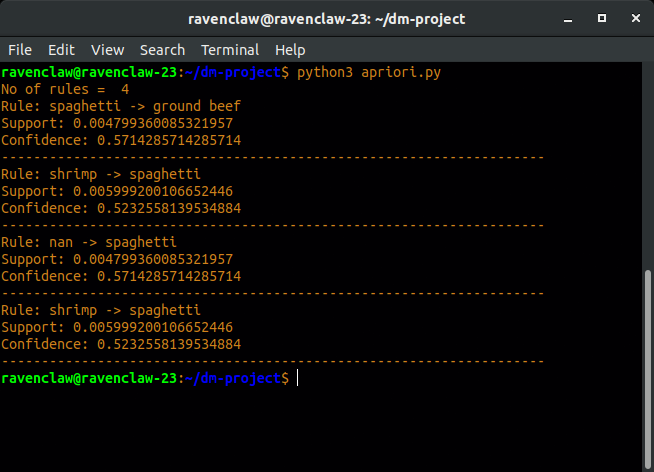 ravenclaw@ravenclaw-23: ~/dm-project
File Edit View Search Terminal Help
ravenclaw@ravenclaw-23:~/dm-project$ python3 apriori.py
No of rules =  4
Rule: spaghetti -> ground beef
Support: 0.004799360085321957
Confidence: 0.5714285714285714
--------------------------------------------------------------------
Rule: shrimp -> spaghetti
Support: 0.005999200106652446
Confidence: 0.5232558139534884
--------------------------------------------------------------------
Rule: nan -> spaghetti
Support: 0.004799360085321957
Confidence: 0.5714285714285714
--------------------------------------------------------------------
Rule: shrimp -> spaghetti
Support: 0.005999200106652446
Confidence: 0.5232558139534884
--------------------------------------------------------------------
ravenclaw@ravenclaw-23:~/dm-project$